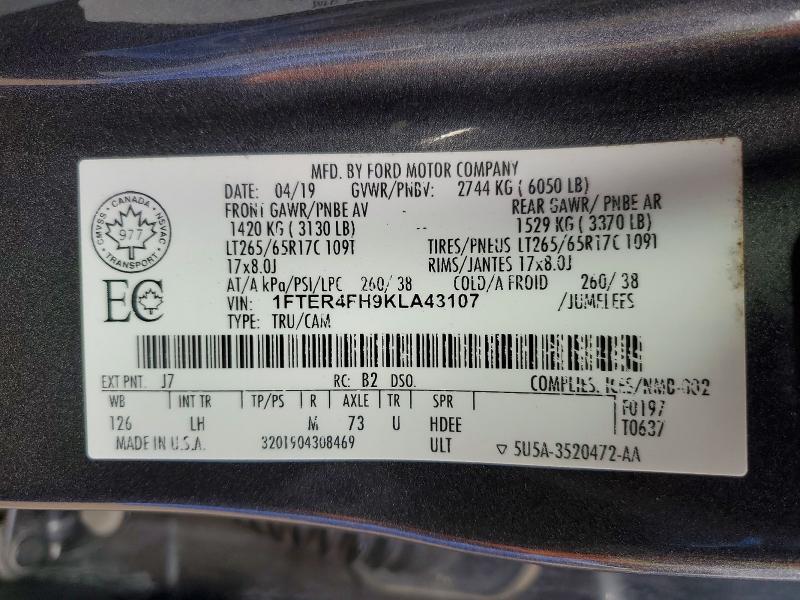 MFD. BY FORD MOTOR COMPANY
DATE: 04/19 GVWR/PNBV: 2744 KG ( 6050 LB)
FRONT GAWR/PNBE AV REAR GAWR/ PNBE AR
1420 KG ( 3130 LB) -- 1529 KG ( 3370 LB)
LT265/65R17C 109T TIRES/PNEUS LT265/65R17C 109T
17x8.0J RIMS/JANTES 17x8.0J
AT/A kPa/PSI/LPC 260/ 38 COLD/A FROID 260/ 38
VIN: 1FTER4FH9KLA43107 /JUMELEES
TYPE: TRU/CAM
CANADA
CMVSS NSVAC
977
TRANSPORT
EC
EXT PNT. J7 RC: B2 DSO. COMPLIES. ICES/NMB-002
WB INT TR TP/PS R AXLE TR SPR F0197
126 LH M 73 U HDEE T0637
MADE IN U.S.A. 3201904308469 ULT ▽ 5U5A-3520472-AA